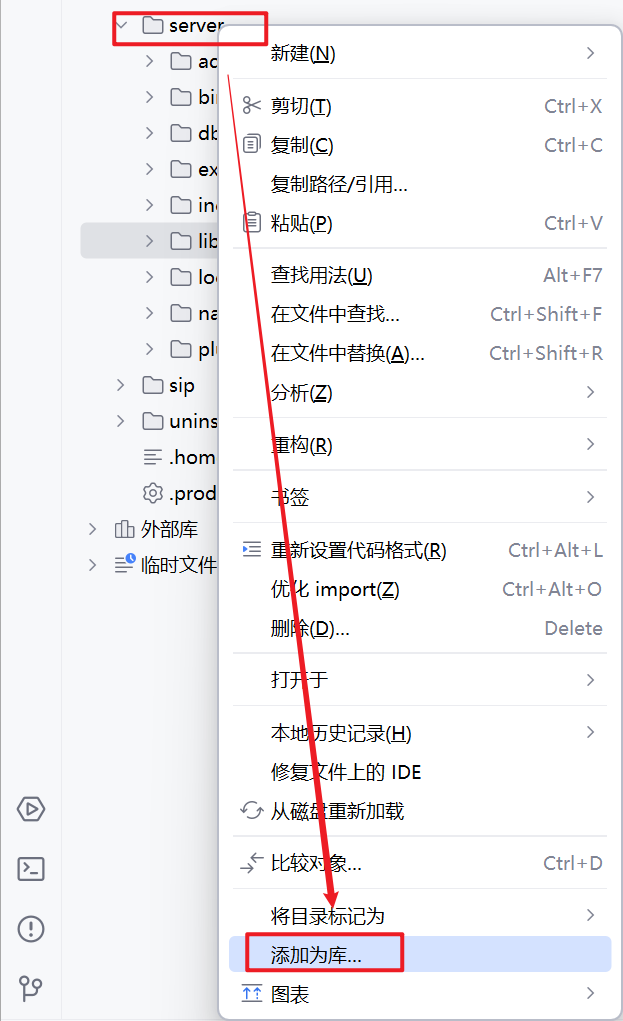 server
新建(N)
ac
bin
剪切(T) Ctrl+X
db
复制(C) Ctrl+C
ex
复制路径/引用...
inc
粘贴(P) Ctrl+V
lib
查找用法(U) Alt+F7
loc
在文件中查找... Ctrl+Shift+F
na
在文件中替换(A)... Ctrl+Shift+R
plu
sip
分析(Z)
unins
重构(R)
.hom
.prod
书签
外部库
重新设置代码格式(R) Ctrl+Alt+L
临时文件
优化 import(Z) Ctrl+Alt+O
删除(D)... Delete
打开于
本地历史记录(H)
修复文件上的 IDE
从磁盘重新加载
比较对象... Ctrl+D
将目录标记为
添加为库...
图表